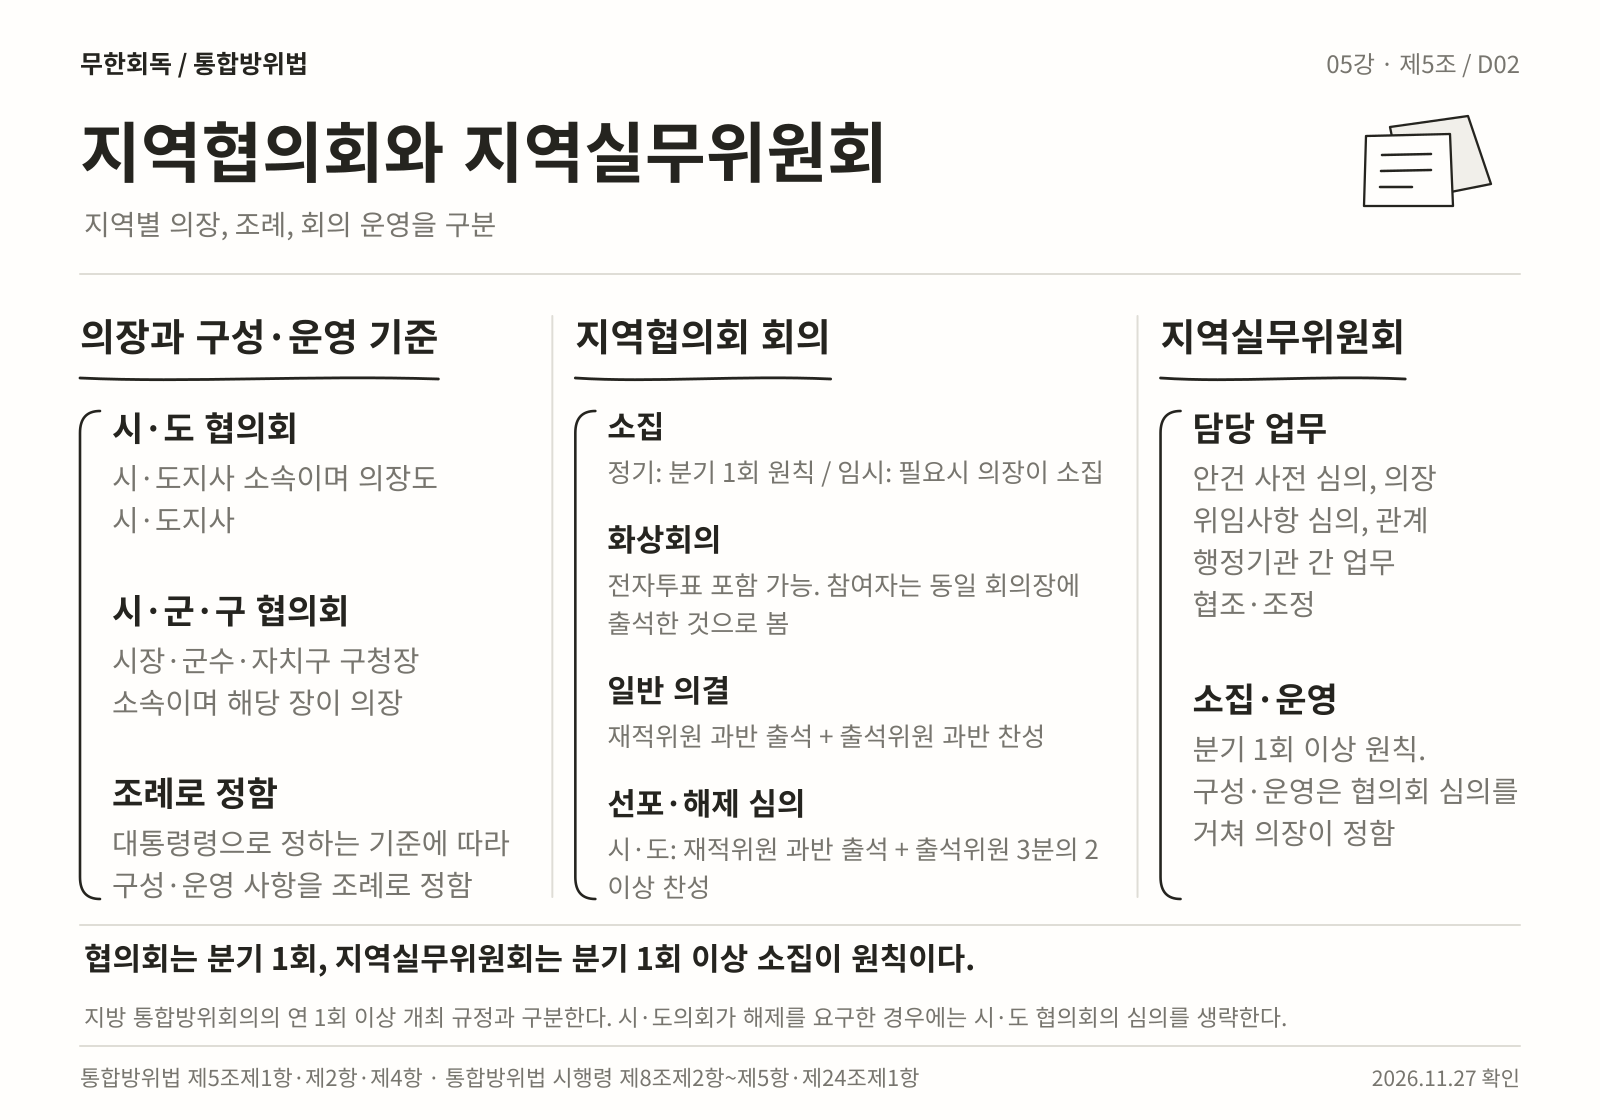 무한회독 / 통합방위법
05강 · 제5조 / D02
지역협의회와 지역실무위원회
지역별 의장, 조례, 회의 운영을 구분
의장과 구성·운영 기준
시·도 협의회
시·도지사 소속이며 의장도
시·도지사
시·군·구 협의회
시장·군수·자치구 구청장
소속이며 해당 장이 의장
조례로 정함
대통령령으로 정하는 기준에 따라
구성·운영 사항을 조례로 정함
지역협의회 회의
소집
정기: 분기 1회 원칙 / 임시: 필요시 의장이 소집
화상회의
전자투표 포함 가능. 참여자는 동일 회의장에
출석한 것으로 봄
일반 의결
재적위원 과반 출석 + 출석위원 과반 찬성
선포·해제 심의
시·도: 재적위원 과반 출석 + 출석위원 3분의 2
이상 찬성
지역실무위원회
담당 업무
안건 사전 심의, 의장
위임사항 심의, 관계
행정기관 간 업무
협조·조정
소집·운영
분기 1회 이상 원칙.
구성·운영은 협의회 심의를
거쳐 의장이 정함
협의회는 분기 1회, 지역실무위원회는 분기 1회 이상 소집이 원칙이다.
지방 통합방위회의의 연 1회 이상 개최 규정과 구분한다. 시·도의회가 해제를 요구한 경우에는 시·도 협의회의 심의를 생략한다.
통합방위법 제5조제1항·제2항·제4항 · 통합방위법 시행령 제8조제2항~제5항·제24조제1항
2026.11.27 확인